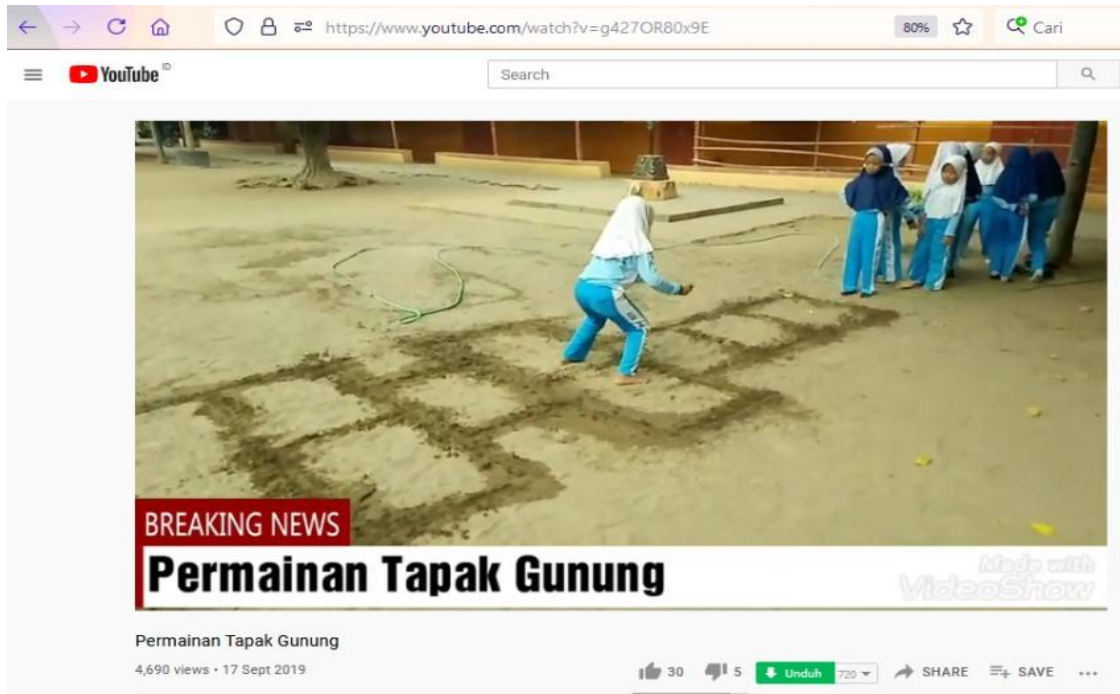 https://www.youtube.com/watch?v=g427OR80x9E 80% Cari
YouTube ID Search
BREAKING NEWS
Permainan Tapak Gunung
Made with
VideoShow
Permainan Tapak Gunung
4,690 views • 17 Sept 2019 30 5 Unduh 720 SHARE SAVE